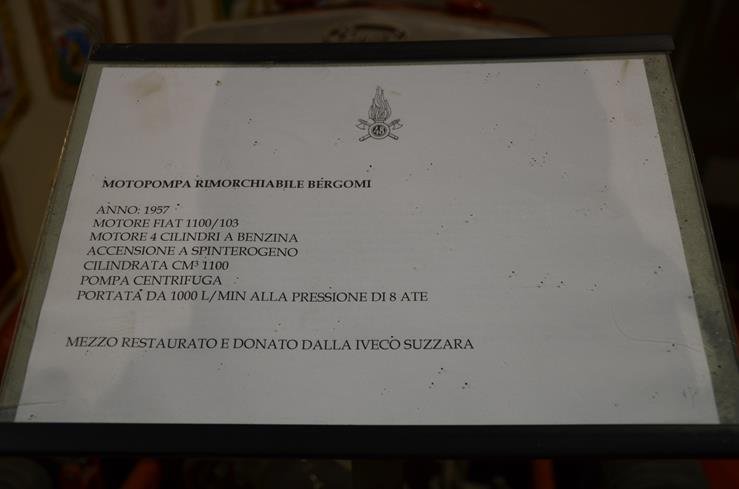 48
MOTOPOMPA RIMORCHIABILE BERGOMI
ANNO: 1957
MOTORE FIAT 1100/103
MOTORE 4 CILINDRI A BENZINA
ACCENSIONE A SPINTEROGENO
CILINDRATA CM³ 1100
POMPA CENTRIFUGA
PORTATA DA 1000 L/MIN ALLA PRESSIONE DI 8 ATE
MEZZO RESTAURATO E DONATO DALLA IVECO SUZZARA